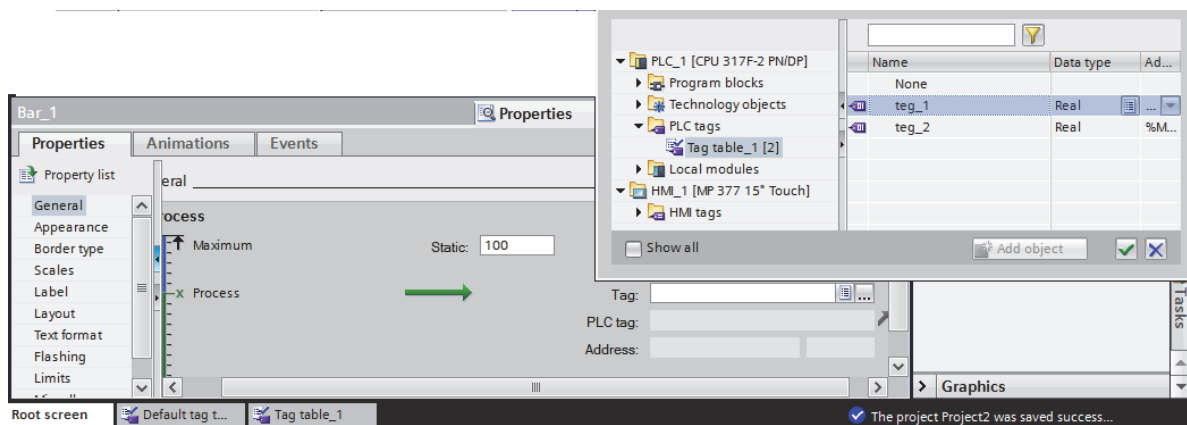 Name Data type Ad...
PLC_1 [CPU 317F-2 PN/DP]
None
Program blocks
Technology objects
teg_1 Real ...
PLC tags
teg_2 Real %M...
Tag table_1 [2]
Local modules
HMI_1 [MP 377 15" Touch]
HMI tags
Show all
Add object
Bar_1
Properties
Properties Animations Events
Property list
eral
General
Appearance
Border type
Scales
Label
Layout
Text format
Flashing
Limits
rocess
Maximum Static: 100
Process
Tag: ...
PLC tag:
Address:
Tasks
Graphics
Root screen Default tag t... Tag table_1
The project Project2 was saved success...